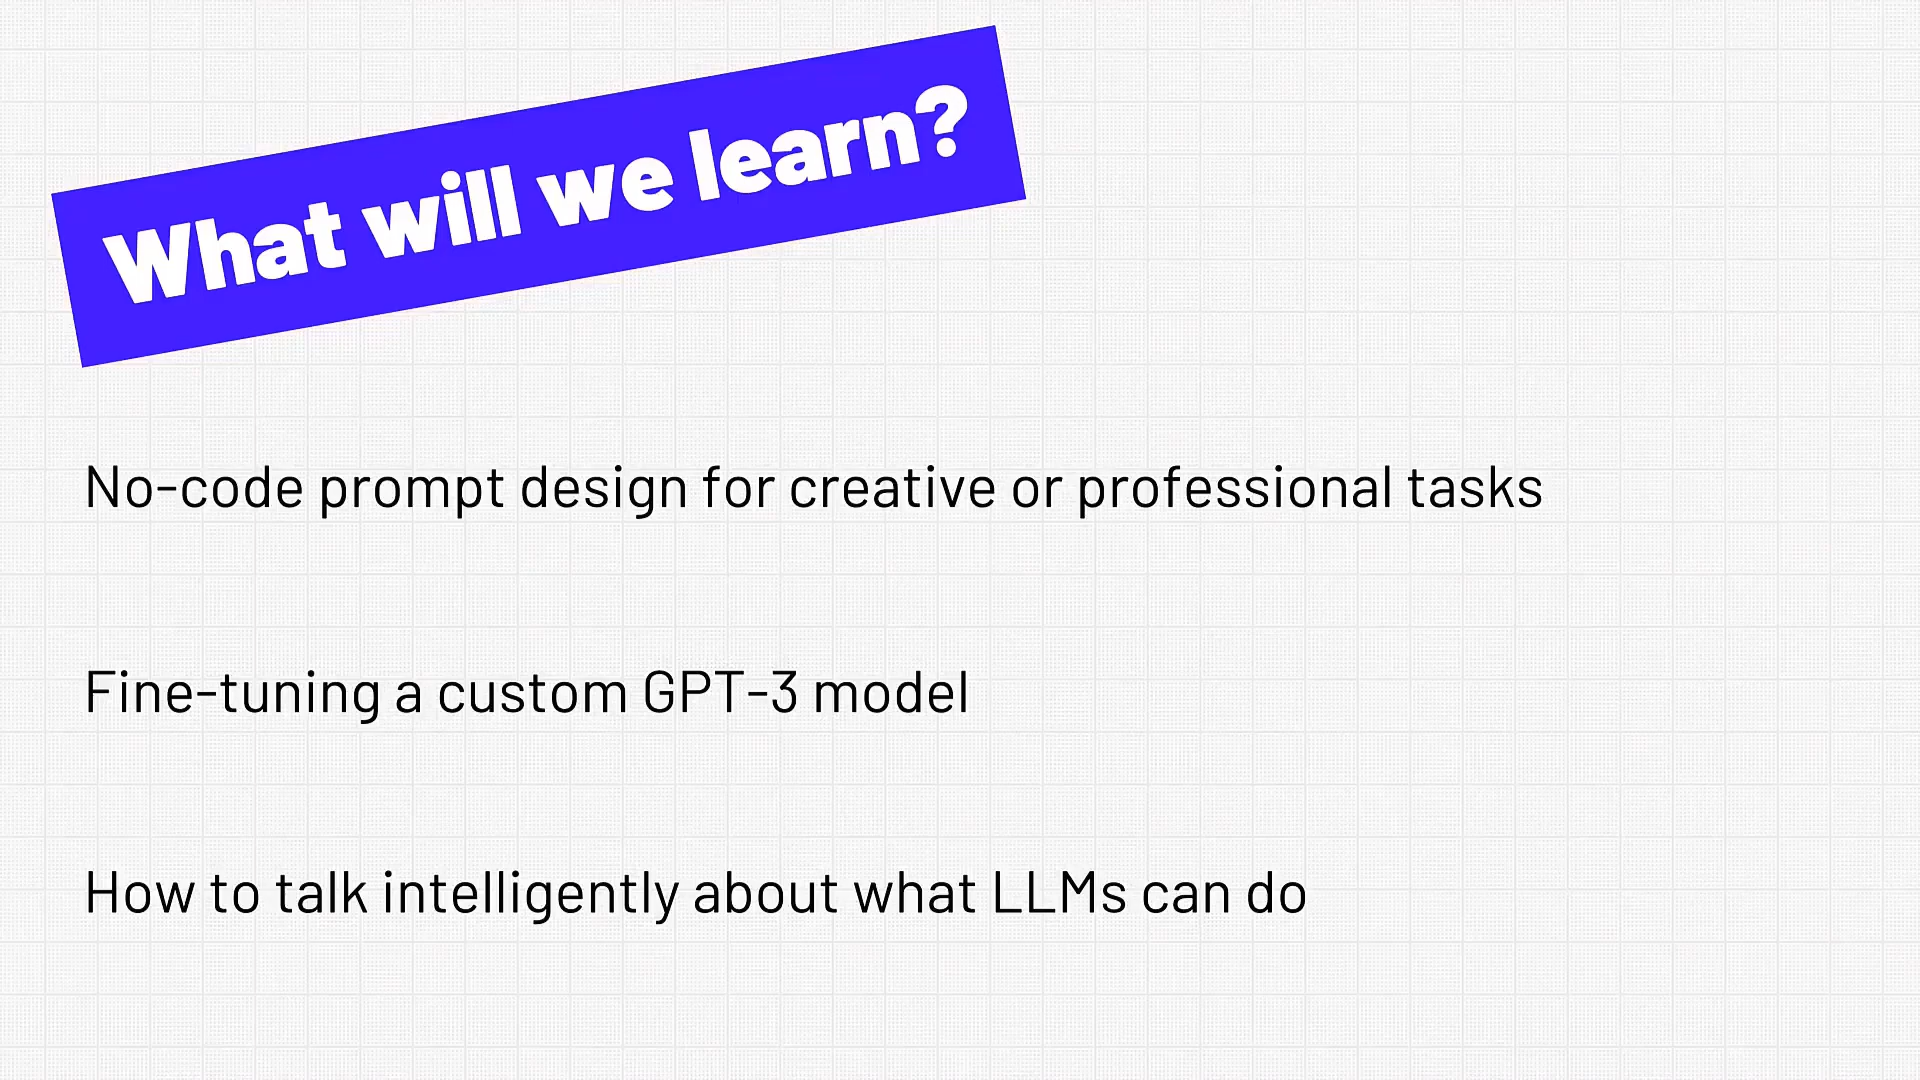 What will we learn?
No-code prompt design for creative or professional tasks
Fine-tuning a custom GPT-3 model
How to talk intelligently about what LLMs can do